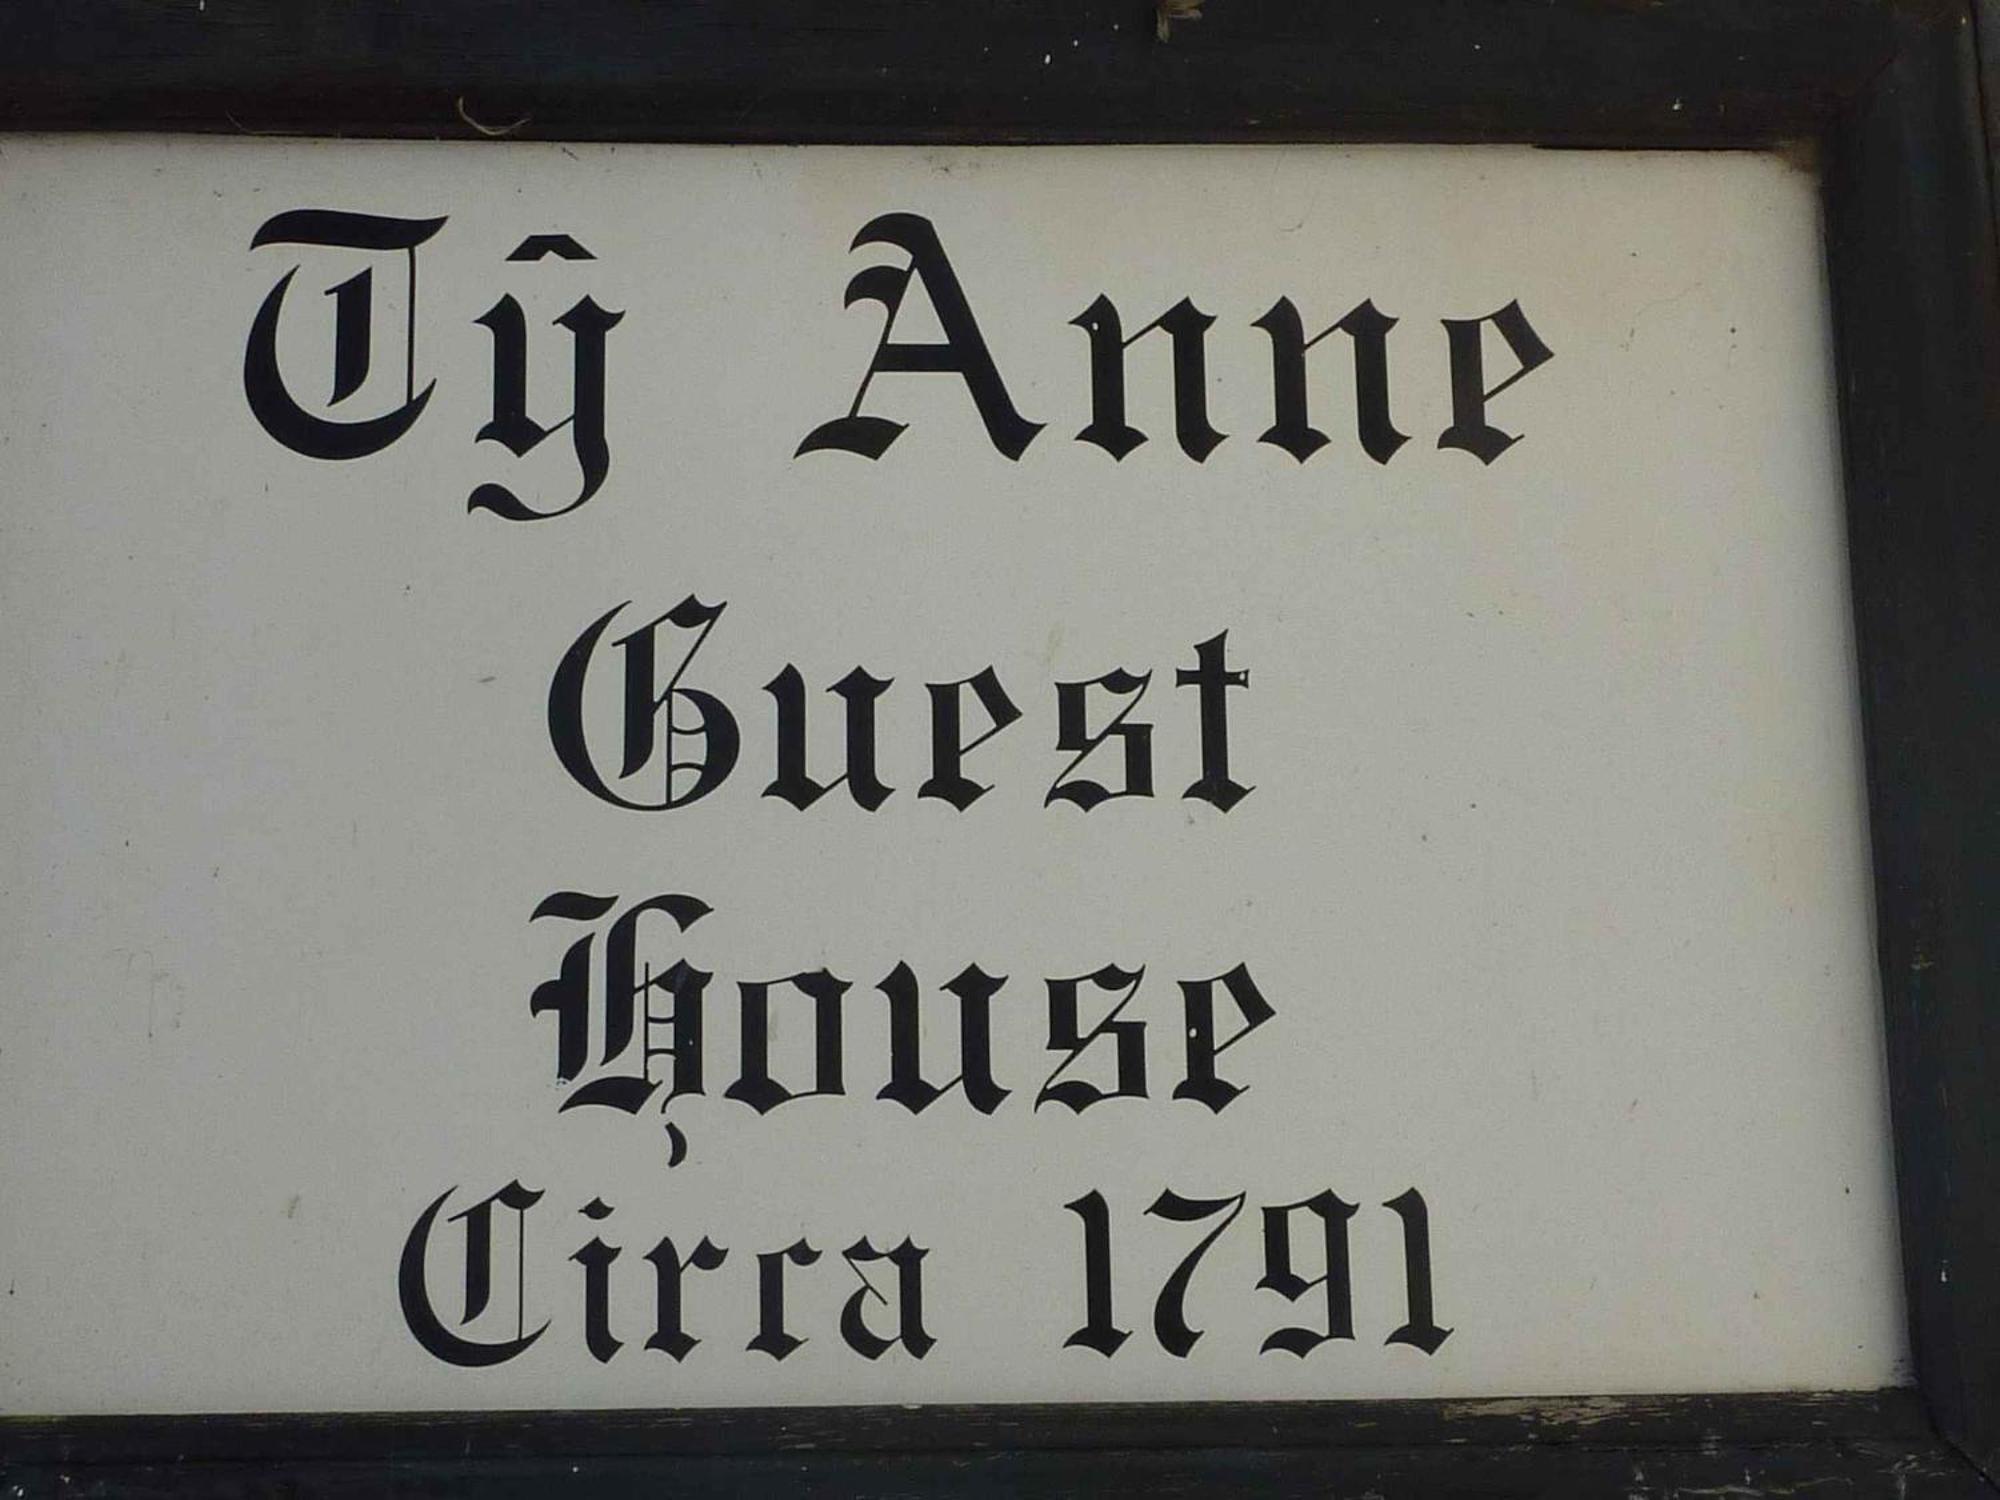 Tŷ Anne
Guest
House
Circa 1791